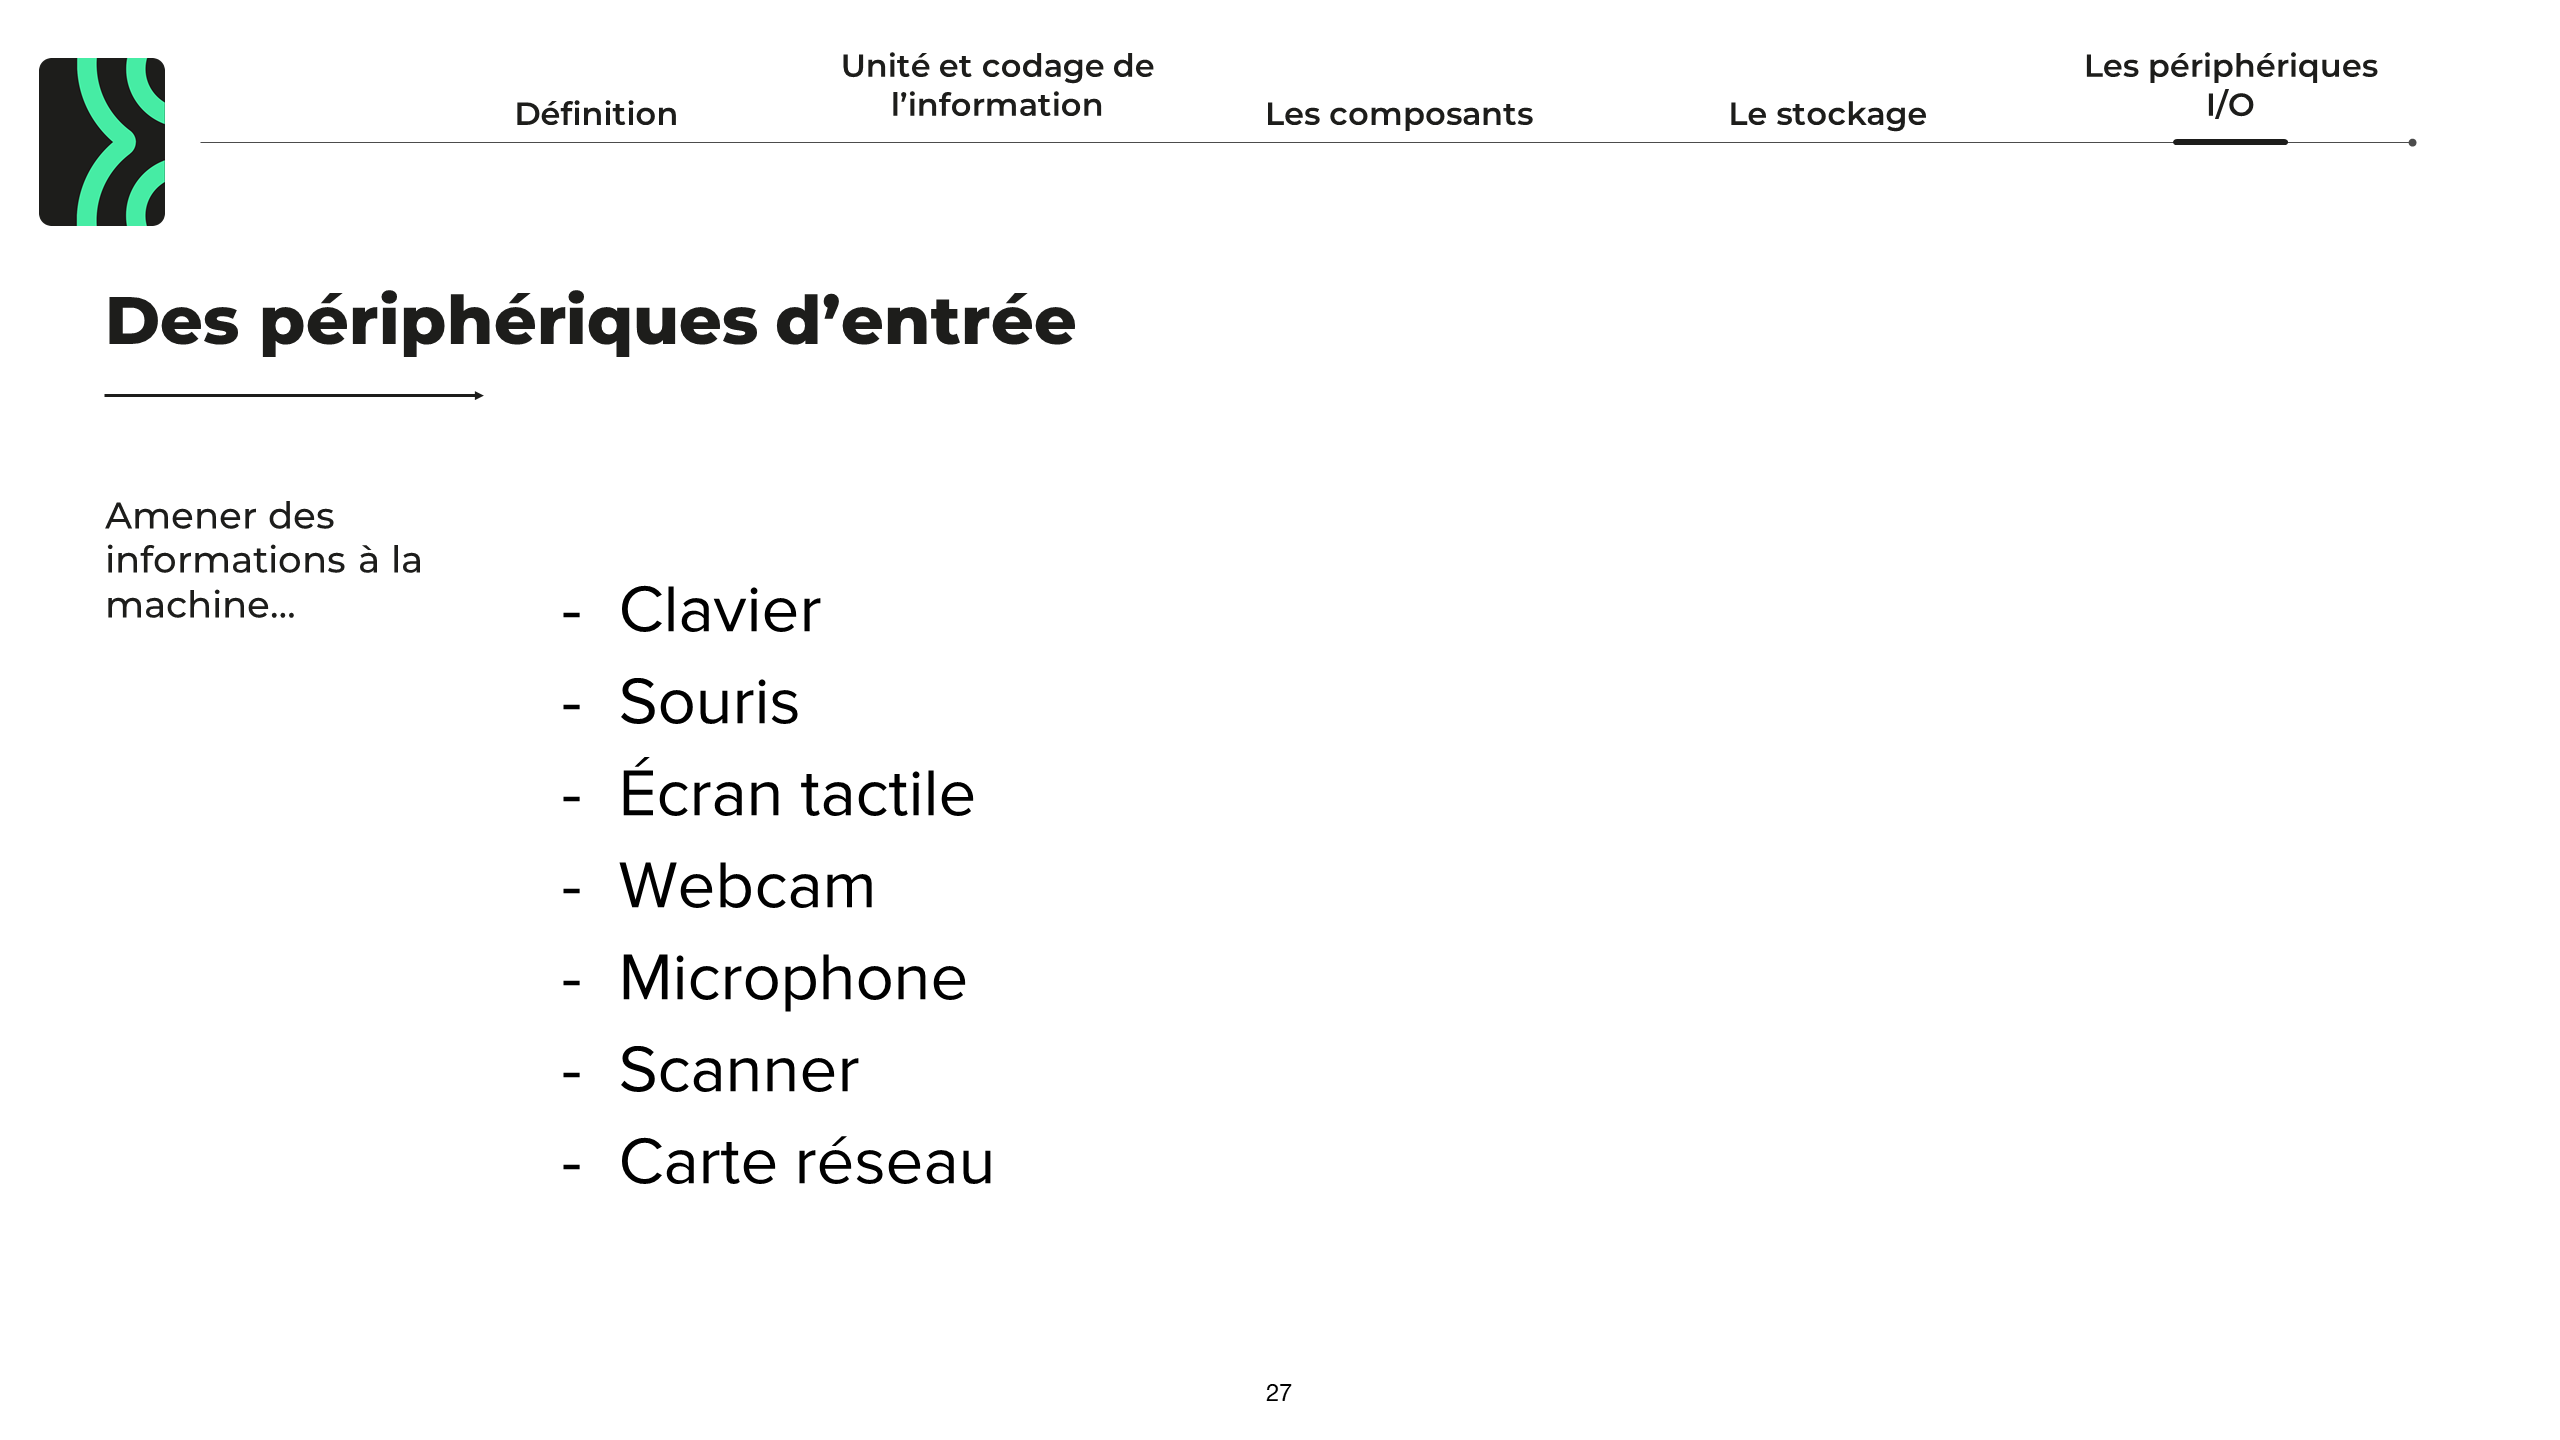 Définition
Unité et codage de
l’information
Les composants
Le stockage
Les périphériques
I/O
Des périphériques d’entrée
Amener des
informations à la
machine...
- Clavier
- Souris
- Écran tactile
- Webcam
- Microphone
- Scanner
- Carte réseau
27